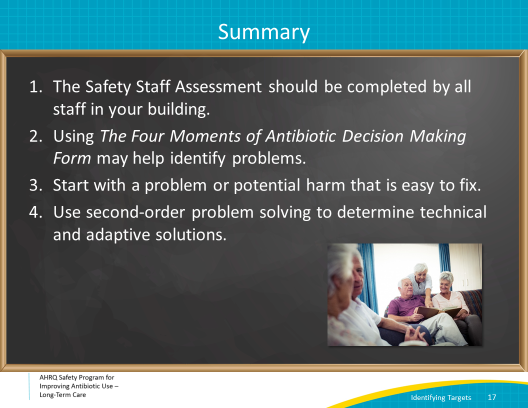 Summary
1. The Safety Staff Assessment should be completed by all
staff in your building.
2. Using The Four Moments of Antibiotic Decision Making
Form may help identify problems.
3. Start with a problem or potential harm that is easy to fix.
4. Use second-order problem solving to determine technical
and adaptive solutions.
AHRQ Safety Program for
Improving Antibiotic Use –
Long-Term Care
Identifying Targets 17